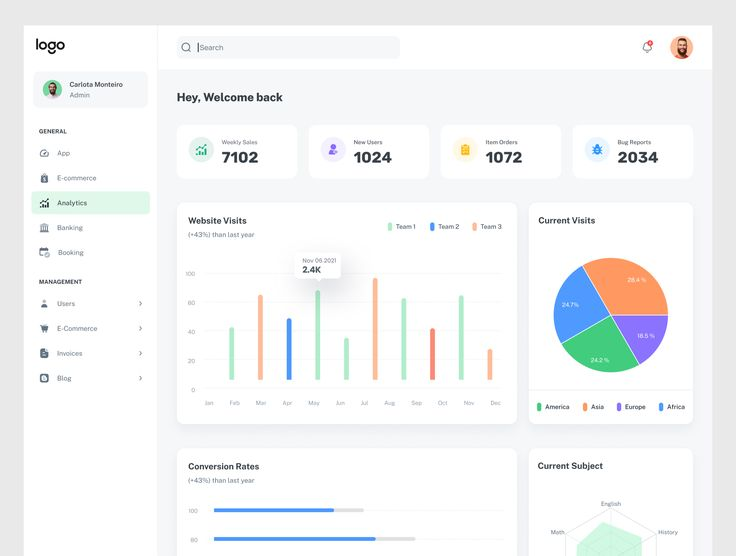 logo
Search
6
Carlota Monteiro
Admin
GENERAL
App
E-commerce
Analytics
Banking
Booking
MANAGEMENT
Users
E-Commerce
Invoices
Blog
Hey, Welcome back
Weekly Sales
7102
New Users
1024
Item Orders
1072
Bug Reports
2034
Website Visits
(+43%) than last year
Team 1 Team 2 Team 3
Nov 06,2021
2.4K
100
80
60
40
20
0
Jan Feb Mar Apr May Jun Jul Aug Sep Oct Nov Dec
Current Visits
28.4 %
24.7%
18.5 %
24.2 %
America Asia Europe Africa
Conversion Rates
(+43%) than last year
100
80
Current Subject
English
Math
History